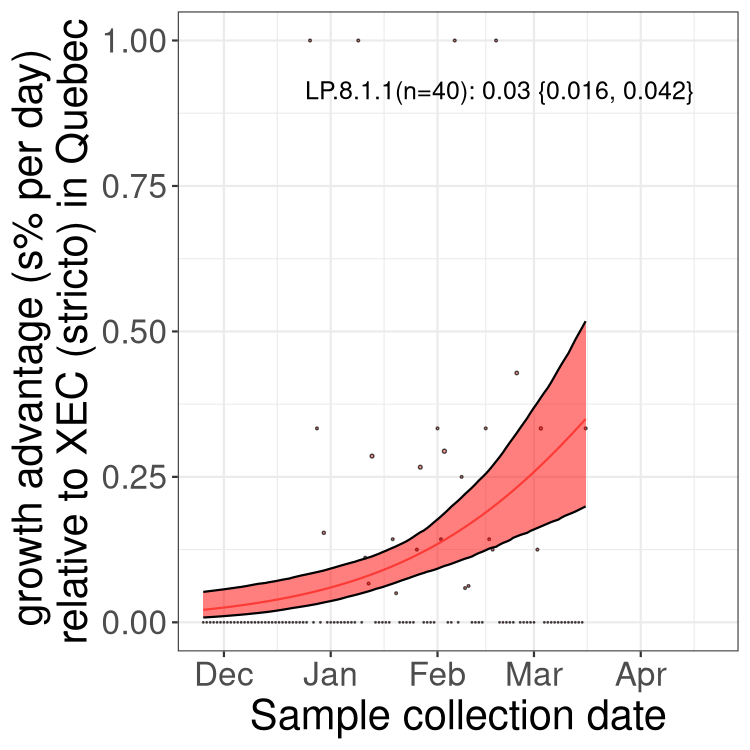 growth advantage (s% per day)
relative to XEC (stricto) in Quebec
1.00
LP.8.1.1(n=40): 0.03 {0.016, 0.042}
0.75
0.50
0.25
0.00
Dec Jan Feb Mar Apr
Sample collection date